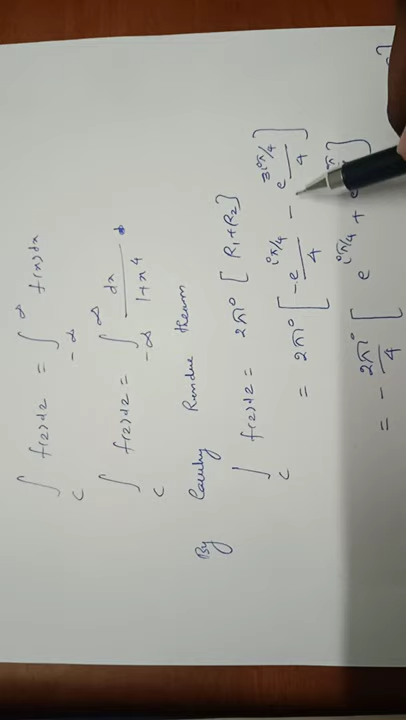 ∫_C f(z) dz = ∫_{-∞}^{∞} f(x) dx
∫_C f(z) dz = ∫_{-∞}^{∞} dx / (1+x^4)
By Cauchy Residue theorem
∫_C f(z) dz = 2πi [R1+R2]
= 2πi [ -e^{iπ/4} / 4 - e^{3iπ/4} / 4 ]
= - 2πi / 4 [ e^{iπ/4} + e